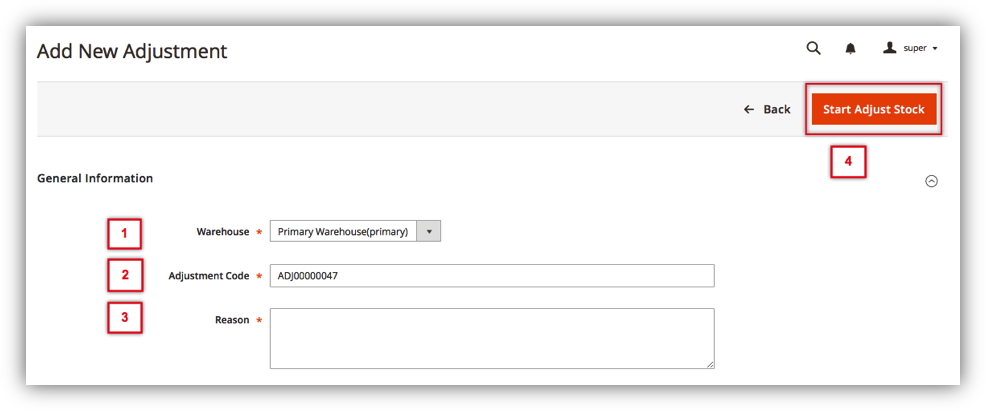 Add New Adjustment
super
Back
Start Adjust Stock
4
General Information
1
Warehouse *
Primary Warehouse(primary)
2
Adjustment Code *
ADJ00000047
3
Reason *